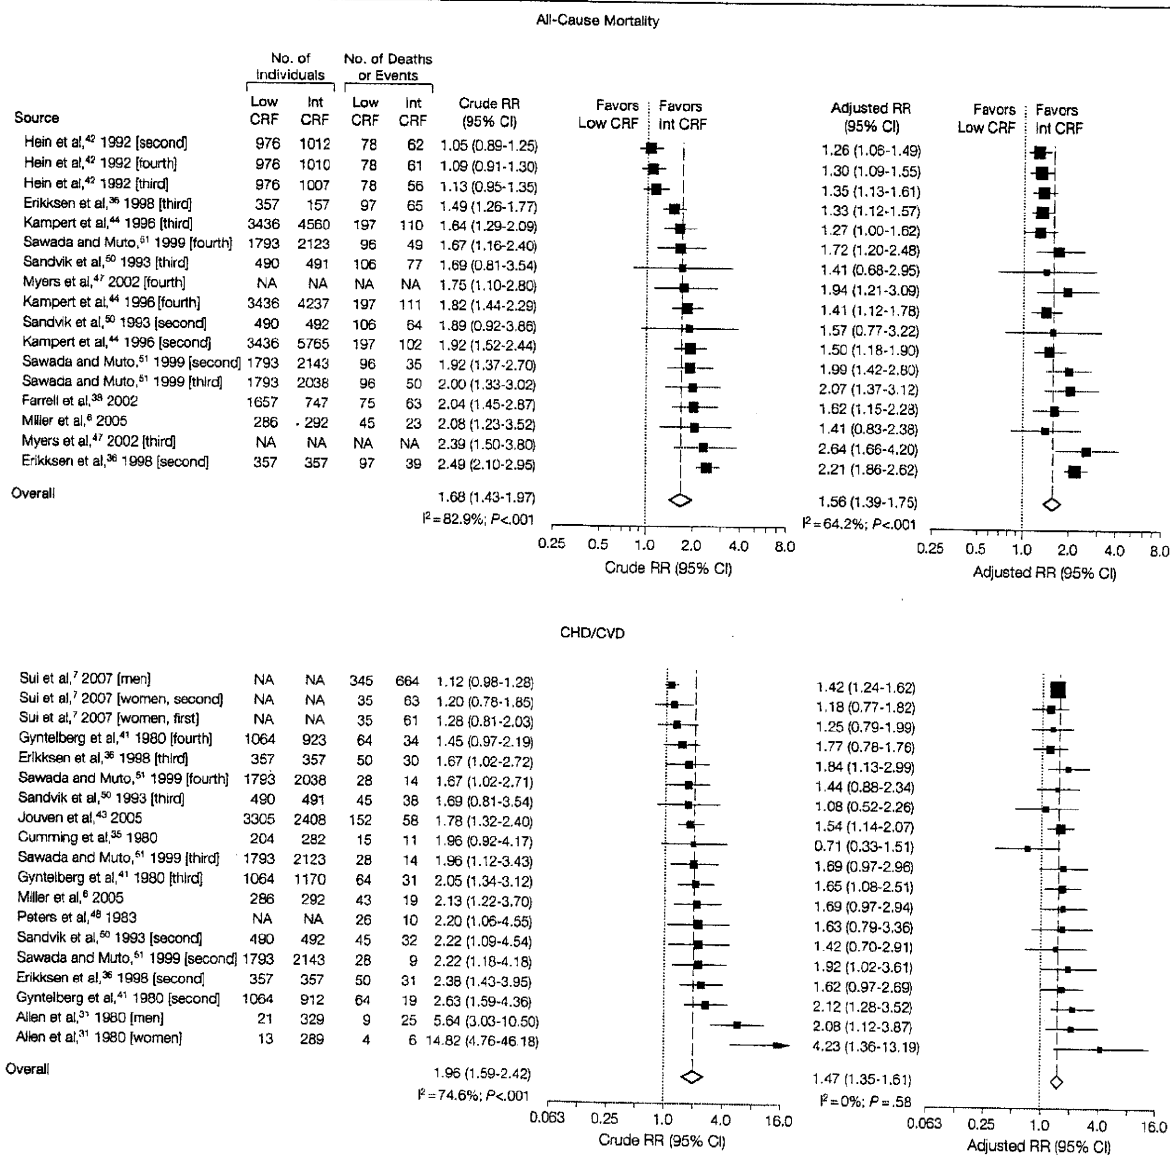 All-Cause Mortality
No. of Individuals No. of Deaths or Events
Source Low CRF Int CRF Low CRF Int CRF Crude RR (95% CI) Favors Low CRF Favors Int CRF Adjusted RR (95% CI) Favors Low CRF Favors Int CRF
Hein et al,42 1992 [second] 976 1012 78 62 1.05 (0.89-1.25) 1.26 (1.06-1.49)
Hein et al,42 1992 [fourth] 976 1010 78 61 1.09 (0.91-1.30) 1.30 (1.09-1.55)
Hein et al,42 1992 [third] 976 1007 78 56 1.13 (0.95-1.35) 1.35 (1.13-1.61)
Erikksen et al,36 1998 [third] 357 157 97 65 1.49 (1.26-1.77) 1.33 (1.12-1.57)
Kampert et al,44 1996 [third] 3436 4560 197 110 1.64 (1.29-2.09) 1.27 (1.00-1.62)
Sawada and Muto,51 1999 [fourth] 1793 2123 96 49 1.67 (1.16-2.40) 1.72 (1.20-2.48)
Sandvik et al,50 1993 [third] 490 491 106 77 1.69 (0.81-3.54) 1.41 (0.68-2.95)
Myers et al,47 2002 [fourth] NA NA NA NA 1.75 (1.10-2.80) 1.94 (1.21-3.09)
Kampert et al,44 1996 [fourth] 3436 4237 197 111 1.82 (1.44-2.29) 1.41 (1.12-1.78)
Sandvik et al,50 1993 [second] 490 492 106 64 1.89 (0.92-3.86) 1.57 (0.77-3.22)
Kampert et al,44 1996 [second] 3436 5765 197 102 1.92 (1.52-2.44) 1.50 (1.18-1.90)
Sawada and Muto,51 1999 [second] 1793 2143 96 35 1.92 (1.37-2.70) 1.99 (1.42-2.80)
Sawada and Muto,51 1999 [third] 1793 2038 96 50 2.00 (1.33-3.02) 2.07 (1.37-3.12)
Farrell et al,38 2002 1657 747 75 63 2.04 (1.45-2.87) 1.62 (1.15-2.28)
Miller et al,6 2005 286 292 45 23 2.08 (1.23-3.52) 1.41 (0.83-2.38)
Myers et al,47 2002 [third] NA NA NA NA 2.39 (1.50-3.80) 2.64 (1.66-4.20)
Erikksen et al,36 1998 [second] 357 357 97 39 2.49 (2.10-2.95) 2.21 (1.86-2.62)
Overall 1.68 (1.43-1.97) 1.56 (1.39-1.75)
I²=82.9%; P<.001 I²=64.2%; P<.001
0.25 0.5 1.0 2.0 4.0 8.0 0.25 0.5 1.0 2.0 4.0 8.0
Crude RR (95% CI) Adjusted RR (95% CI)
CHD/CVD
Sui et al,7 2007 [men] NA NA 345 664 1.12 (0.98-1.28) 1.42 (1.24-1.62)
Sui et al,7 2007 [women, second] NA NA 35 63 1.20 (0.78-1.85) 1.18 (0.77-1.82)
Sui et al,7 2007 [women, first] NA NA 35 61 1.28 (0.81-2.03) 1.25 (0.79-1.99)
Gyntelberg et al,41 1980 [fourth] 1064 923 64 34 1.45 (0.97-2.19) 1.77 (0.78-1.76)
Erikksen et al,36 1998 [third] 357 357 50 30 1.67 (1.02-2.72) 1.84 (1.13-2.99)
Sawada and Muto,51 1999 [fourth] 1793 2038 28 14 1.67 (1.02-2.71) 1.44 (0.88-2.34)
Sandvik et al,50 1993 [third] 490 491 45 38 1.69 (0.81-3.54) 1.08 (0.52-2.26)
Jouven et al,43 2005 3305 2408 152 58 1.78 (1.32-2.40) 1.54 (1.14-2.07)
Cumming et al,35 1980 204 282 15 11 1.96 (0.92-4.17) 0.71 (0.33-1.51)
Sawada and Muto,51 1999 [third] 1793 2123 28 14 1.96 (1.12-3.43) 1.69 (0.97-2.96)
Gyntelberg et al,41 1980 [third] 1064 1170 64 31 2.05 (1.34-3.12) 1.65 (1.08-2.51)
Miller et al,6 2005 286 292 43 19 2.13 (1.22-3.70) 1.69 (0.97-2.94)
Peters et al,48 1983 NA NA 26 10 2.20 (1.06-4.55) 1.63 (0.79-3.36)
Sandvik et al,50 1993 [second] 490 492 45 32 2.22 (1.09-4.54) 1.42 (0.70-2.91)
Sawada and Muto,51 1999 [second] 1793 2143 28 9 2.22 (1.18-4.18) 1.92 (1.02-3.61)
Erikksen et al,36 1998 [second] 357 357 50 31 2.38 (1.43-3.95) 1.62 (0.97-2.69)
Gyntelberg et al,41 1980 [second] 1064 912 64 19 2.63 (1.59-4.36) 2.12 (1.28-3.52)
Allen et al,31 1980 [men] 21 329 9 25 5.64 (3.03-10.50) 2.08 (1.12-3.87)
Allen et al,31 1980 [women] 13 289 4 6 14.82 (4.76-46.18) 4.23 (1.36-13.19)
Overall 1.96 (1.59-2.42) 1.47 (1.35-1.61)
I²=74.6%; P<.001 I²=0%; P=.58
0.063 0.25 1.0 4.0 16.0 0.063 0.25 1.0 4.0 16.0
Crude RR (95% CI) Adjusted RR (95% CI)